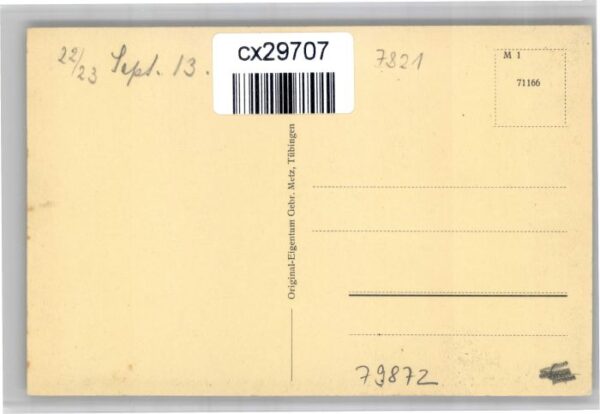 22/23 Sept. 13.
cx29707
7821
M 1
71166
Original-Eigentum Gebr. Metz, Tübingen
79872